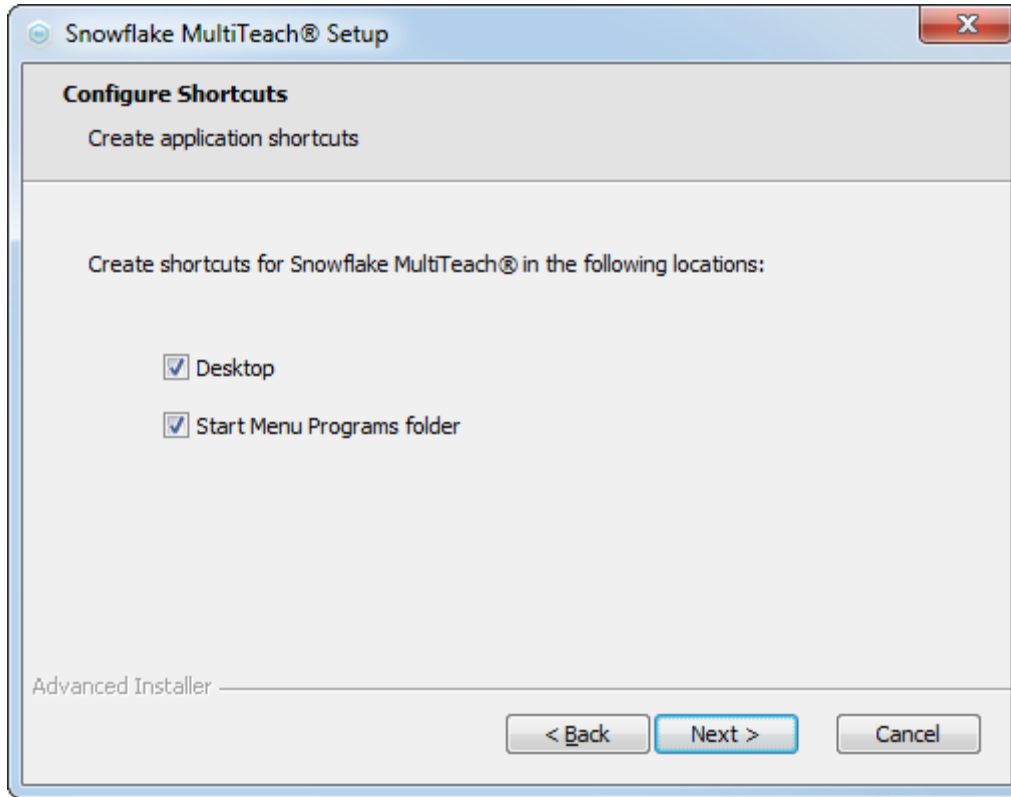 Snowflake MultiTeach® Setup
Configure Shortcuts
Create application shortcuts
Create shortcuts for Snowflake MultiTeach® in the following locations:
Desktop
Start Menu Programs folder
Advanced Installer
< Back
Next >
Cancel